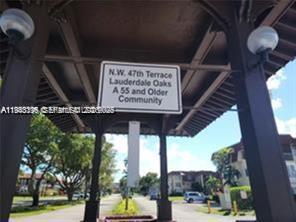 N.W. 47th Terrace
Lauderdale Oaks
A 55 and Older
Community